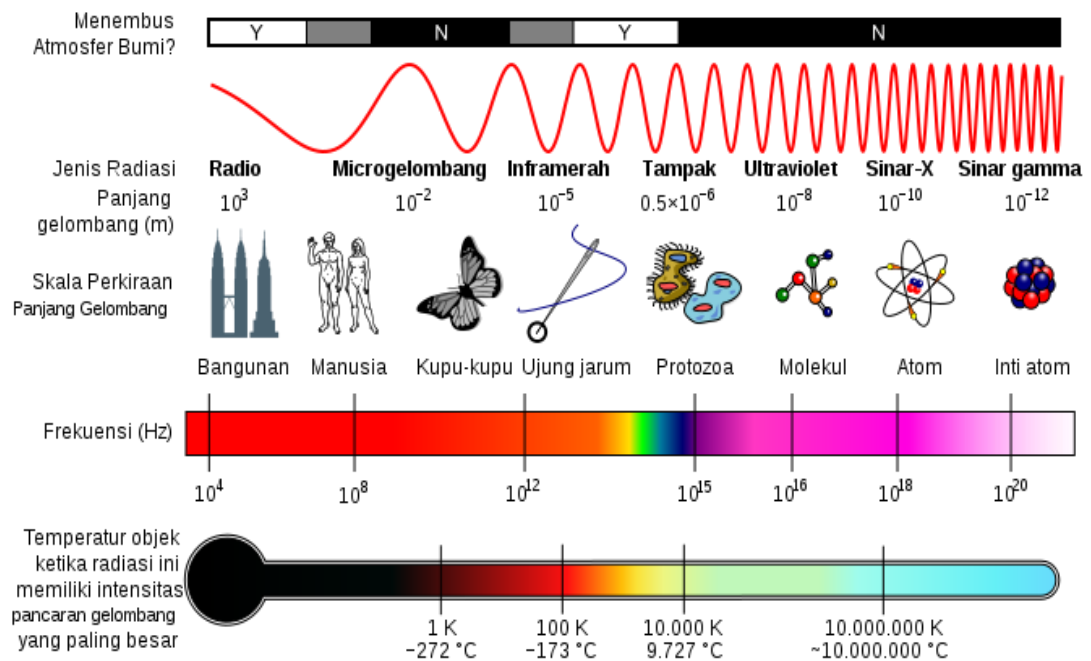 Menembus
Atmosfer Bumi?
Y N Y N
Jenis Radiasi
Radio Microgelombang Inframerah Tampak Ultraviolet Sinar-X Sinar gamma
Panjang
gelombang (m)
10³ 10⁻² 10⁻⁵ 0.5×10⁻⁶ 10⁻⁸ 10⁻¹⁰ 10⁻¹²
Skala Perkiraan
Panjang Gelombang
Bangunan Manusia Kupu-kupu Ujung jarum Protozoa Molekul Atom Inti atom
Frekuensi (Hz)
10⁴ 10⁸ 10¹² 10¹⁵ 10¹⁶ 10¹⁸ 10²⁰
Temperatur objek
ketika radiasi ini
memiliki intensitas
pancaran gelombang
yang paling besar
1 K 100 K 10.000 K 10.000.000 K
−272 °C −173 °C 9.727 °C ~10.000.000 °C